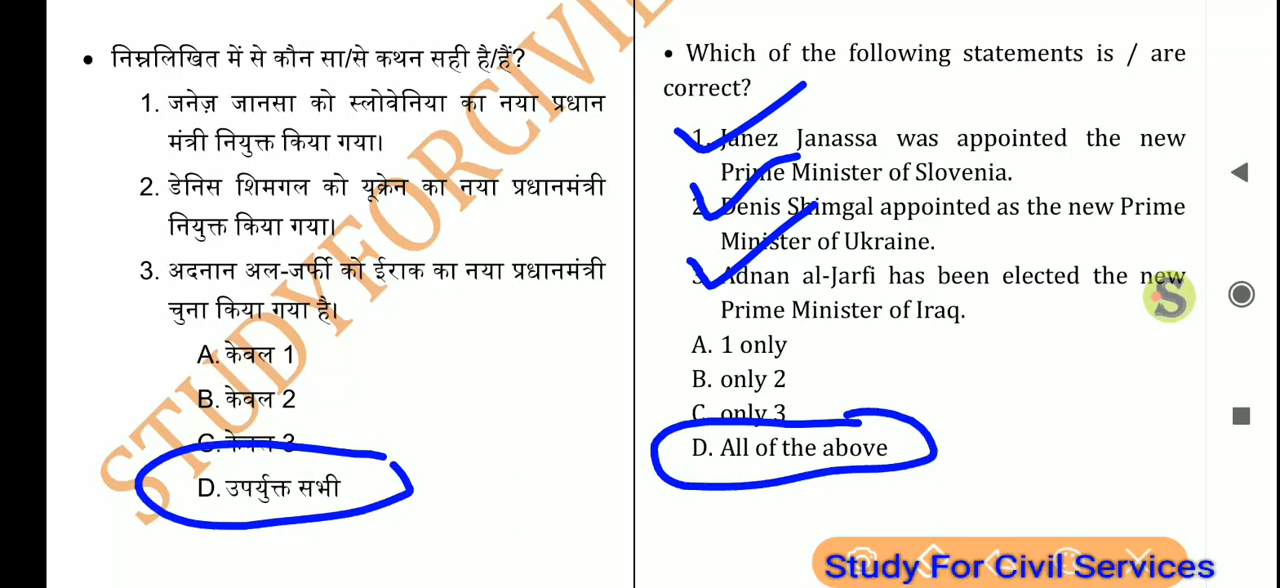 • निम्नलिखित में से कौन सा/से कथन सही है/हैं?
1. जनेज़ जानसा को स्लोवेनिया का नया प्रधान
मंत्री नियुक्त किया गया।
2. डेनिस शिमगल को यूक्रेन का नया प्रधानमंत्री
नियुक्त किया गया।
3. अदनान अल-जर्फी को ईराक का नया प्रधानमंत्री
चुना किया गया है।
A. केवल 1
B. केवल 2
C. केवल 3
D. उपर्युक्त सभी
• Which of the following statements is / are
correct?
1. Janez Janassa was appointed the new
Prime Minister of Slovenia.
2. Denis Shimgal appointed as the new Prime
Minister of Ukraine.
3. Adnan al-Jarfi has been elected the new
Prime Minister of Iraq.
A. 1 only
B. only 2
C. only 3
D. All of the above
STUDYFORCIVI
S
Study For Civil Services